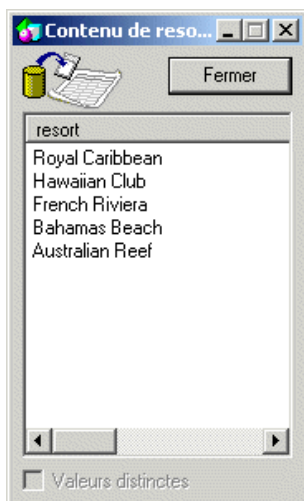 Contenu de reso...
Fermer
resort
Royal Caribbean
Hawaiian Club
French Riviera
Bahamas Beach
Australian Reef
Valeurs distinctes